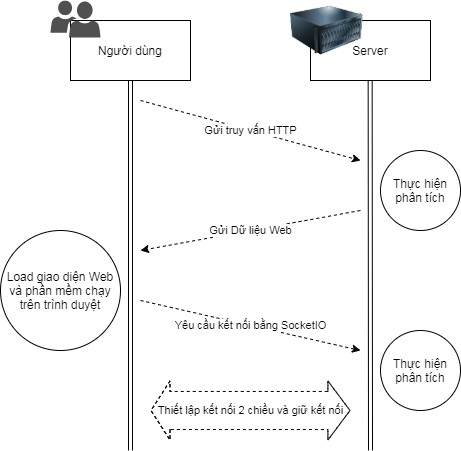 Người dùng
Server
Gửi truy vấn HTTP
Thực hiện
phân tích
Gửi Dữ liệu Web
Load giao diện Web
và phần mềm chạy
trên trình duyệt
Yêu cầu kết nối bằng SocketIO
Thực hiện
phân tích
Thiết lập kết nối 2 chiều và giữ kết nối